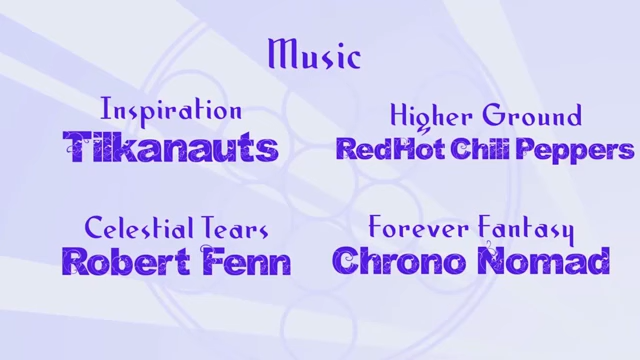 Music
Inspiration
Tilkanauts
Higher Ground
RedHot Chili Peppers
Celestial Tears
Robert Fenn
Forever Fantasy
Chrono Nomad